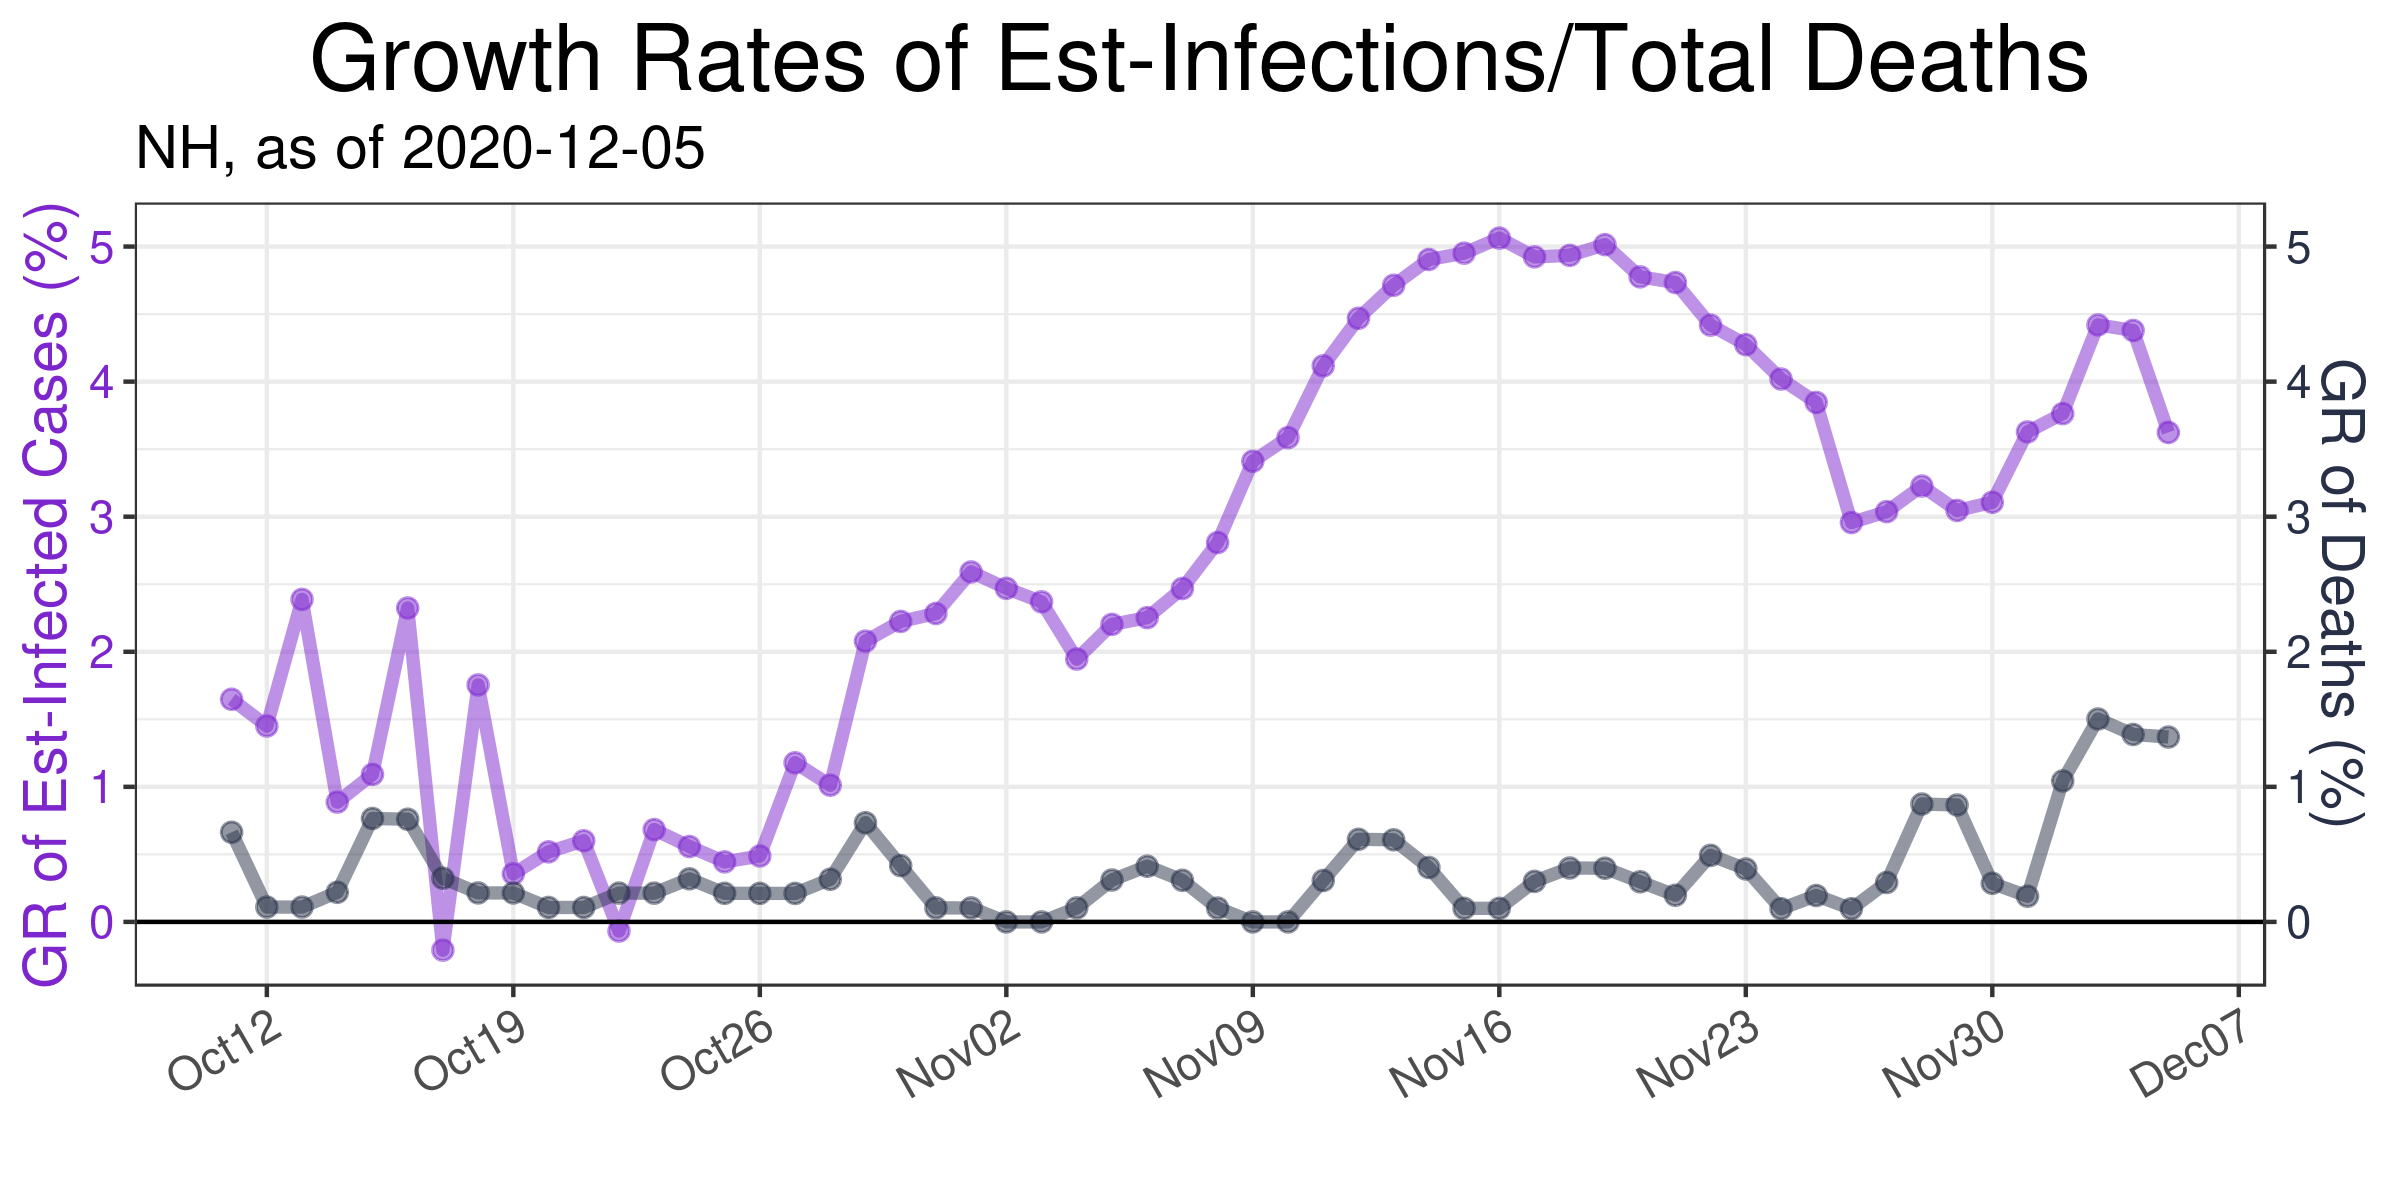 Growth Rates of Est-Infections/Total Deaths
NH, as of 2020-12-05
GR of Est-Infected Cases (%)
5
4
3
2
1
0
5
4
3
2
1
0
GR of Deaths (%)
Oct12
Oct19
Oct26
Nov02
Nov09
Nov16
Nov23
Nov30
Dec07